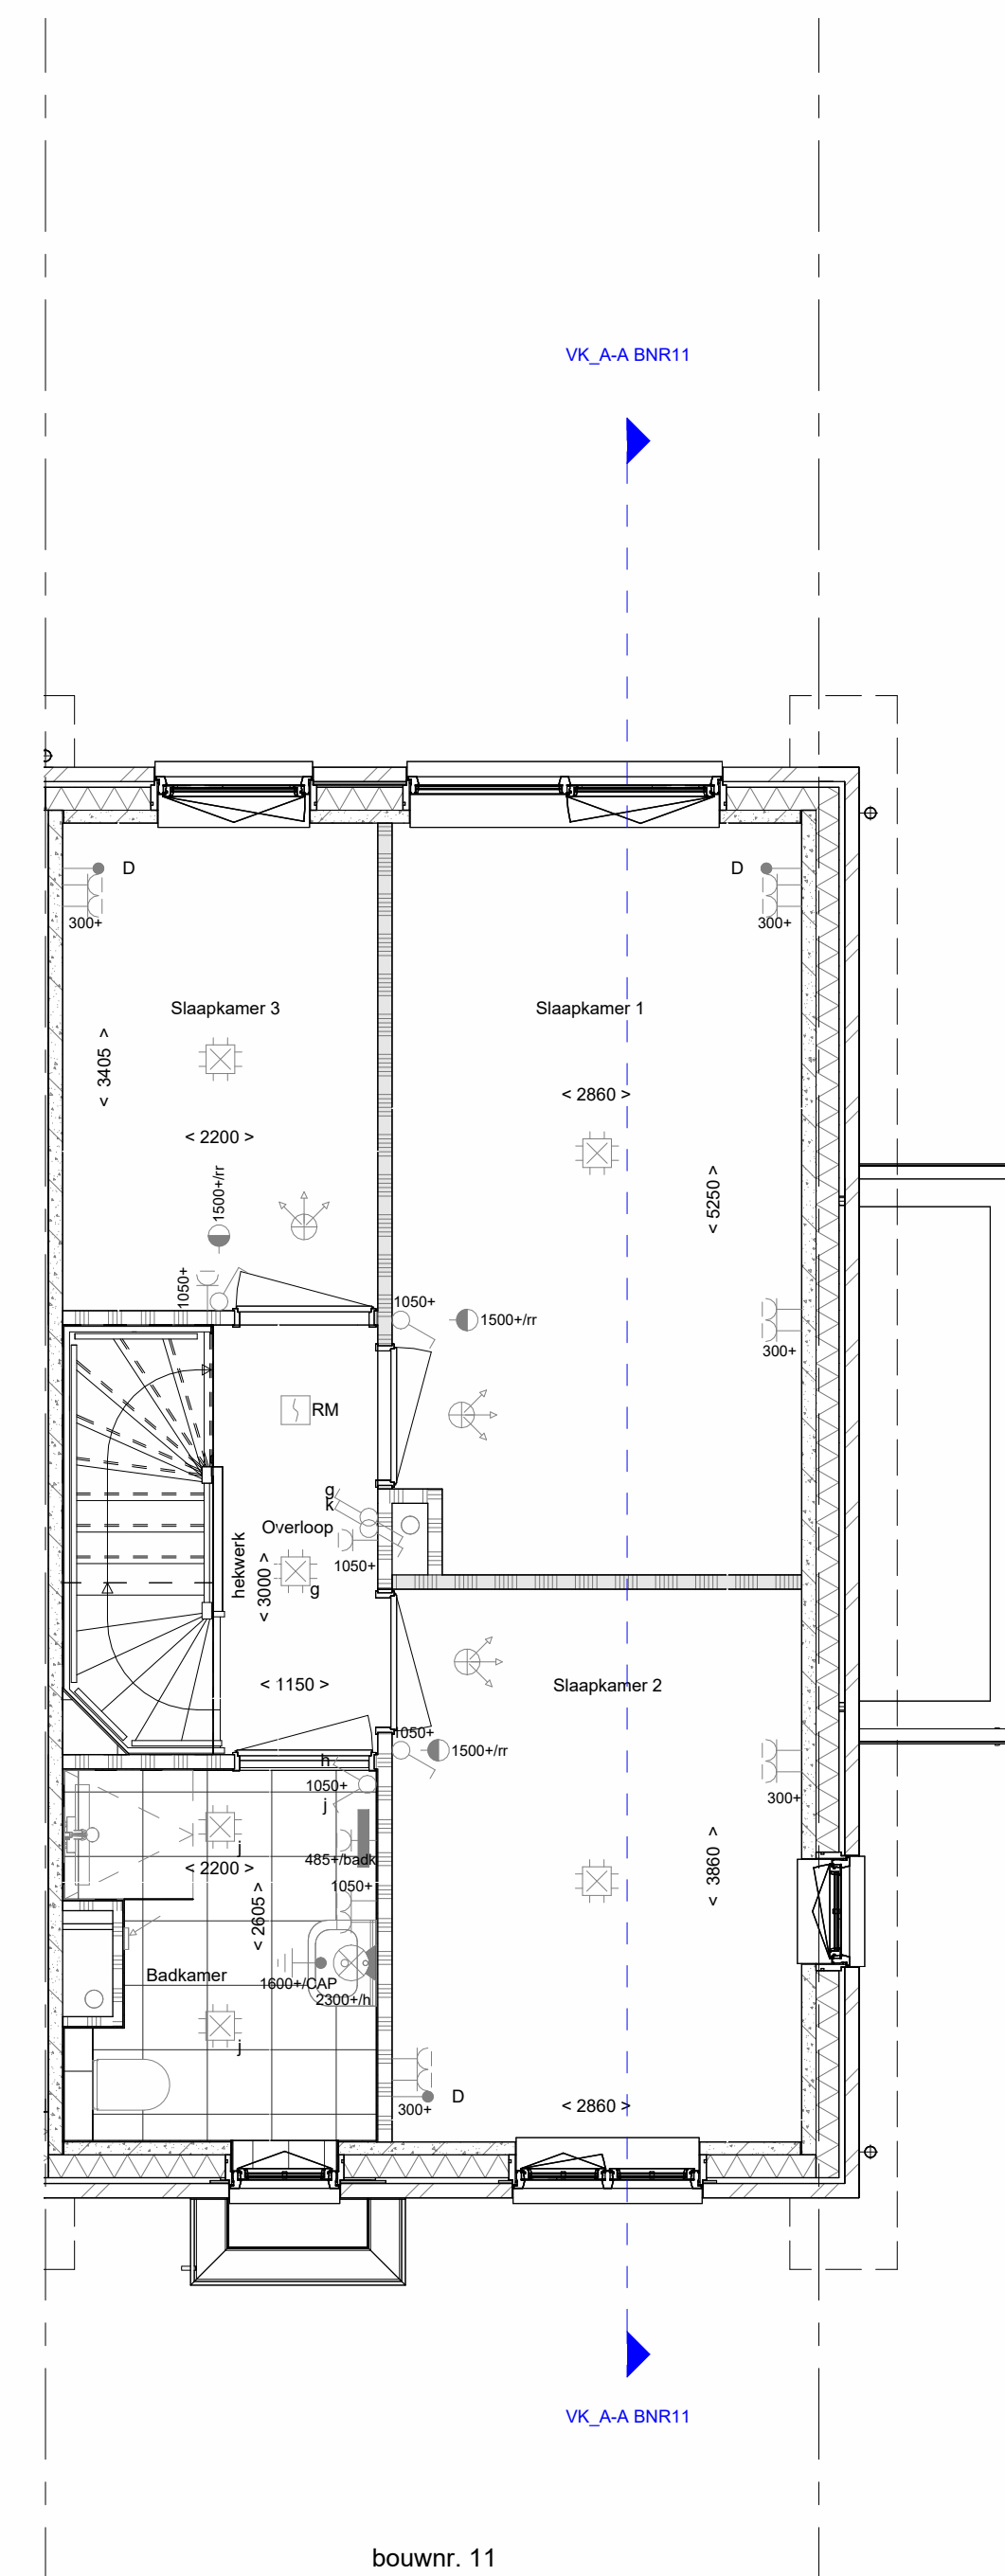 VK_A-A BNR11
D
D
300+
300+
Slaapkamer 3
Slaapkamer 1
< 3405 >
< 2860 >
< 2200 >
1500+/rr
< 5250 >
1050+
1050+
1500+/rr
300+
RM
g
k
Overloop
hekwerk
< 3000 >
1050+
g
< 1150 >
Slaapkamer 2
1050+
1500+/rr
h
1050+
j
300+
j
485+/badk
< 2200 >
1050+
< 2605 >
< 3860 >
Badkamer
1600+/CAP
2300+/h
j
D
300+
< 2860 >
VK_A-A BNR11
bouwnr. 11